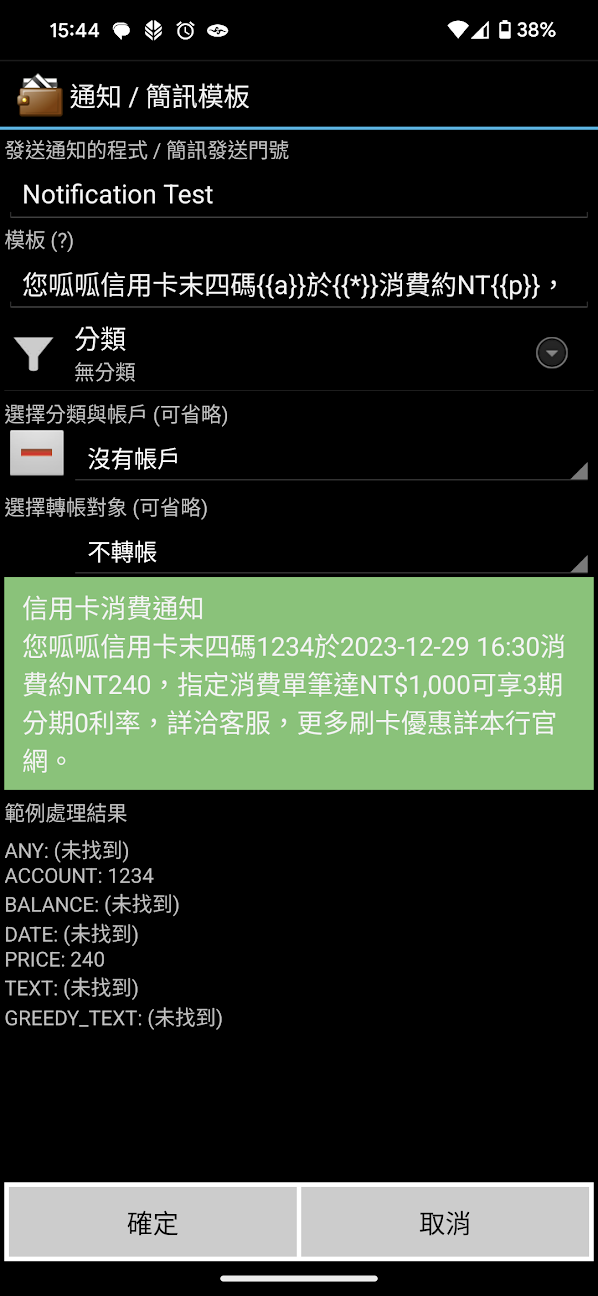 15:44
38%
通知 / 簡訊模板
發送通知的程式 / 簡訊發送門號
Notification Test
模板 (?)
您呱呱信用卡末四碼{{a}}於{{*}}消費約NT{{p}}，
分類
無分類
選擇分類與帳戶 (可省略)
沒有帳戶
選擇轉帳對象 (可省略)
不轉帳
信用卡消費通知
您呱呱信用卡末四碼1234於2023-12-29 16:30消
費約NT240，指定消費單筆達NT$1,000可享3期
分期0利率，詳洽客服，更多刷卡優惠詳本行官
網。
範例處理結果
ANY: (未找到)
ACCOUNT: 1234
BALANCE: (未找到)
DATE: (未找到)
PRICE: 240
TEXT: (未找到)
GREEDY_TEXT: (未找到)
確定
取消